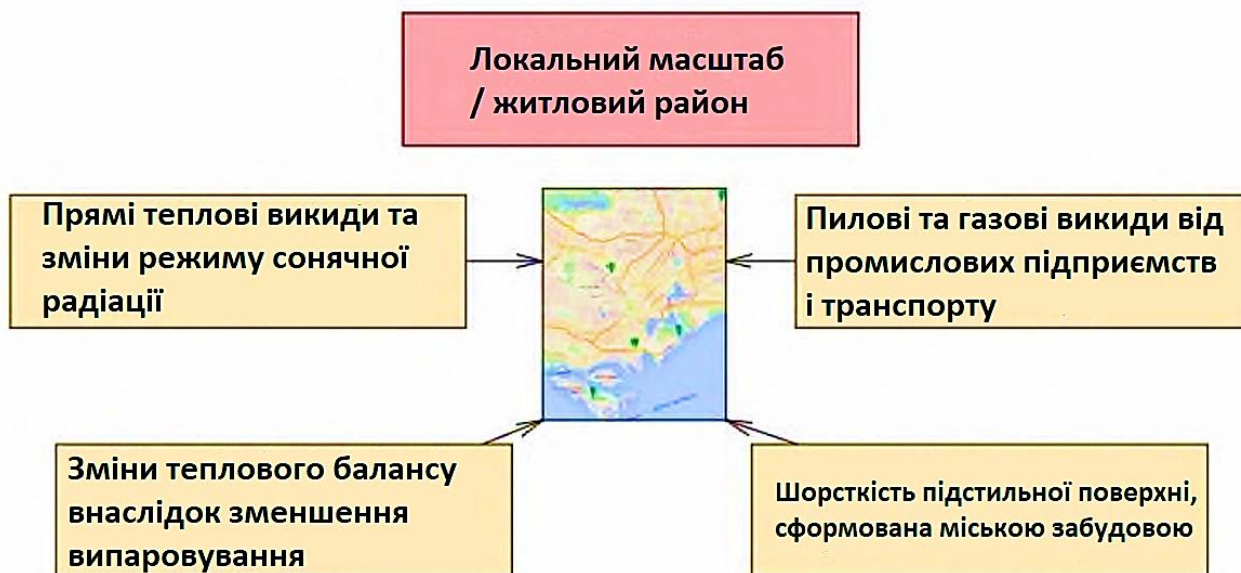 Локальний масштаб
/ житловий район
Прямі теплові викиди та
зміни режиму сонячної
радіації
Пилові та газові викиди від
промислових підприємств
і транспорту
Зміни теплового балансу
внаслідок зменшення
випаровування
Шорсткість підстильної поверхні,
сформована міською забудовою